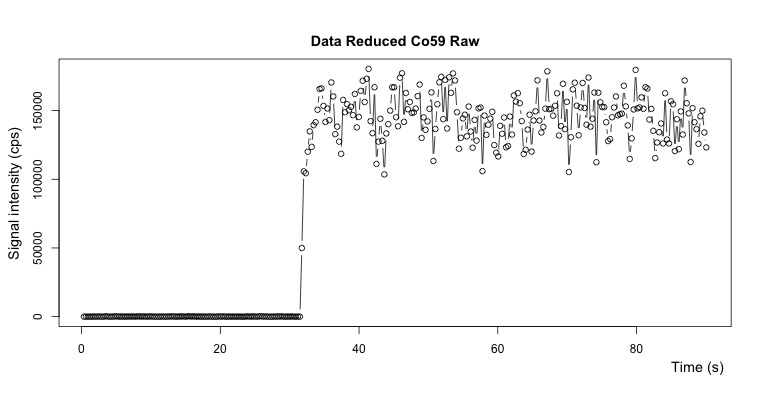 Data Reduced Co59 Raw
Signal intensity (cps)
150000
100000
50000
0
0 20 40 60 80
Time (s)